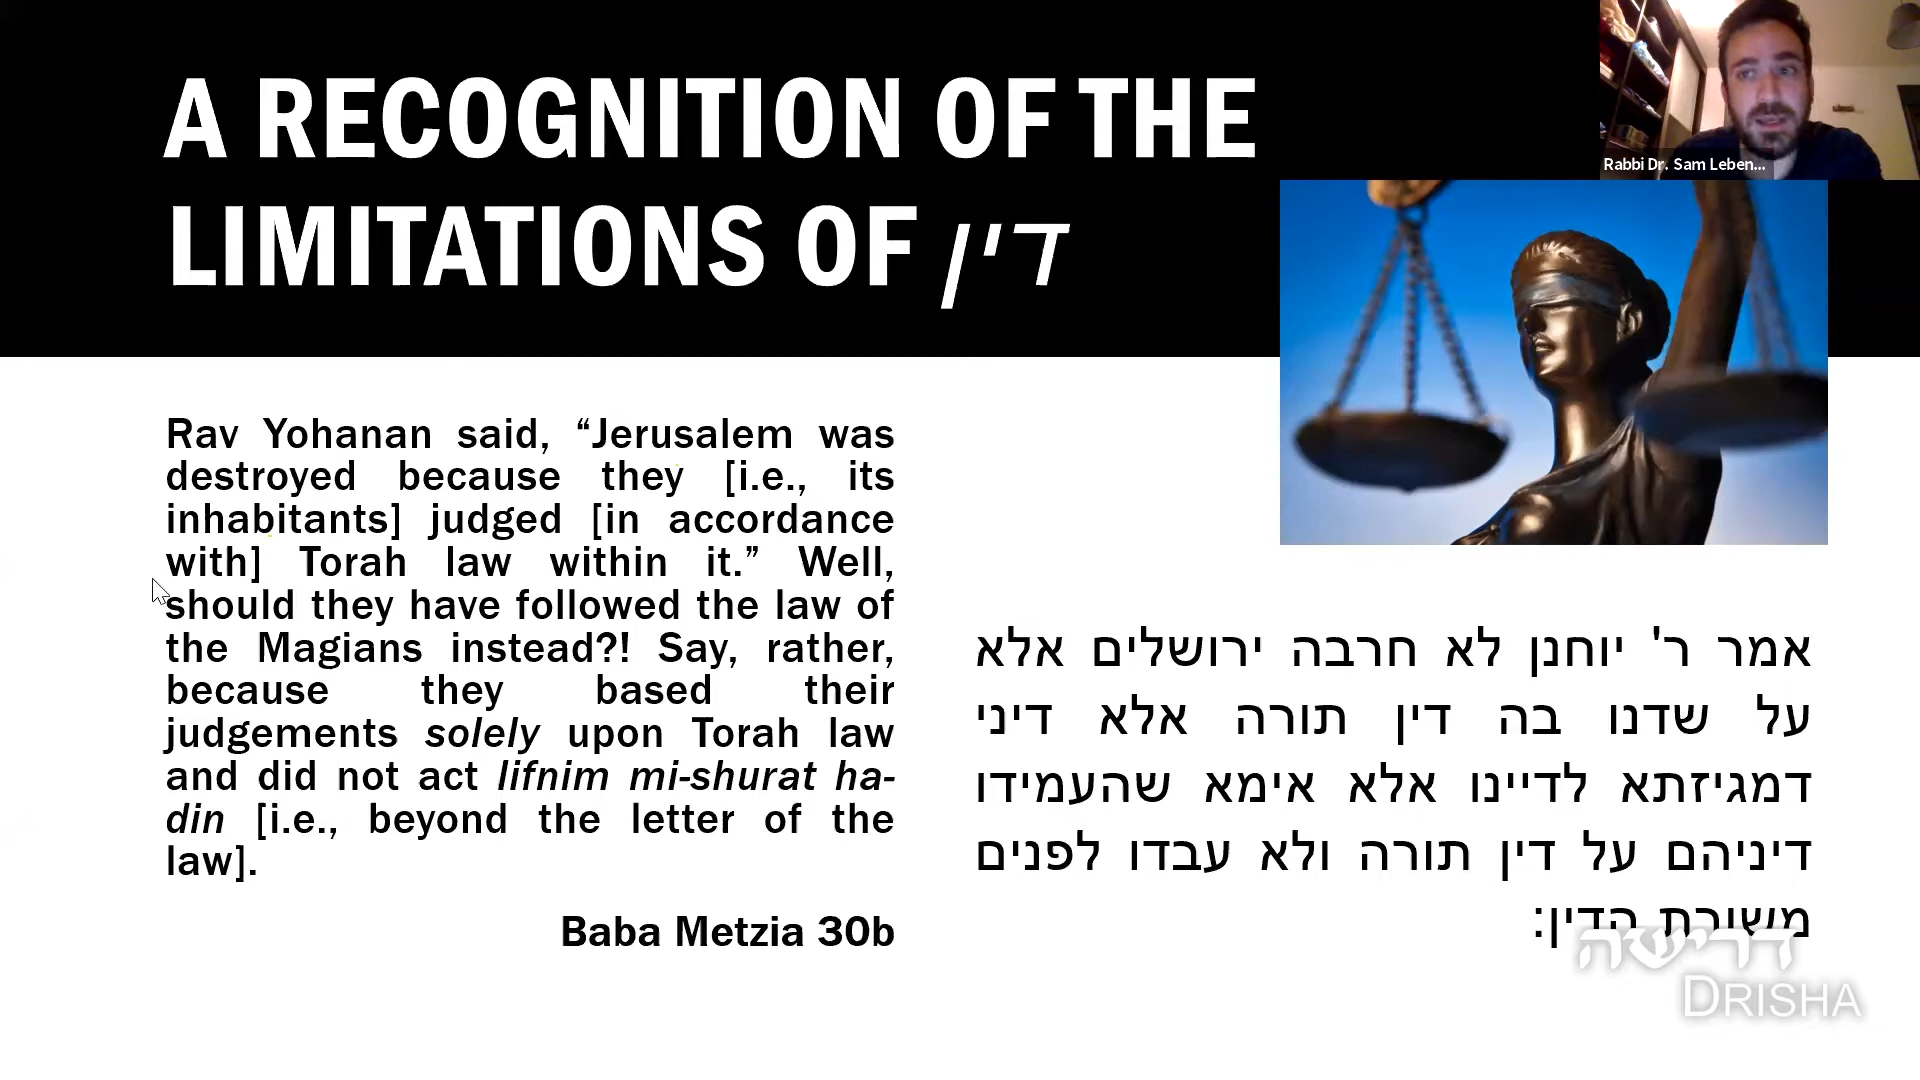 A RECOGNITION OF THE
LIMITATIONS OF דין
Rabbi Dr. Sam Leben...
Rav Yohanan said, “Jerusalem was
destroyed because they [i.e., its
inhabitants] judged [in accordance
with] Torah law within it.” Well,
should they have followed the law of
the Magians instead?! Say, rather,
because they based their
judgements solely upon Torah law
and did not act lifnim mi-shurat ha-
din [i.e., beyond the letter of the
law].
Baba Metzia 30b
אמר ר' יוחנן לא חרבה ירושלים אלא
על שדנו בה דין תורה אלא דיני
דמגיזתא לדיינו אלא אימא שהעמידו
דיניהם על דין תורה ולא עבדו לפנים
משורת הדין:
דרישה
DRISHA